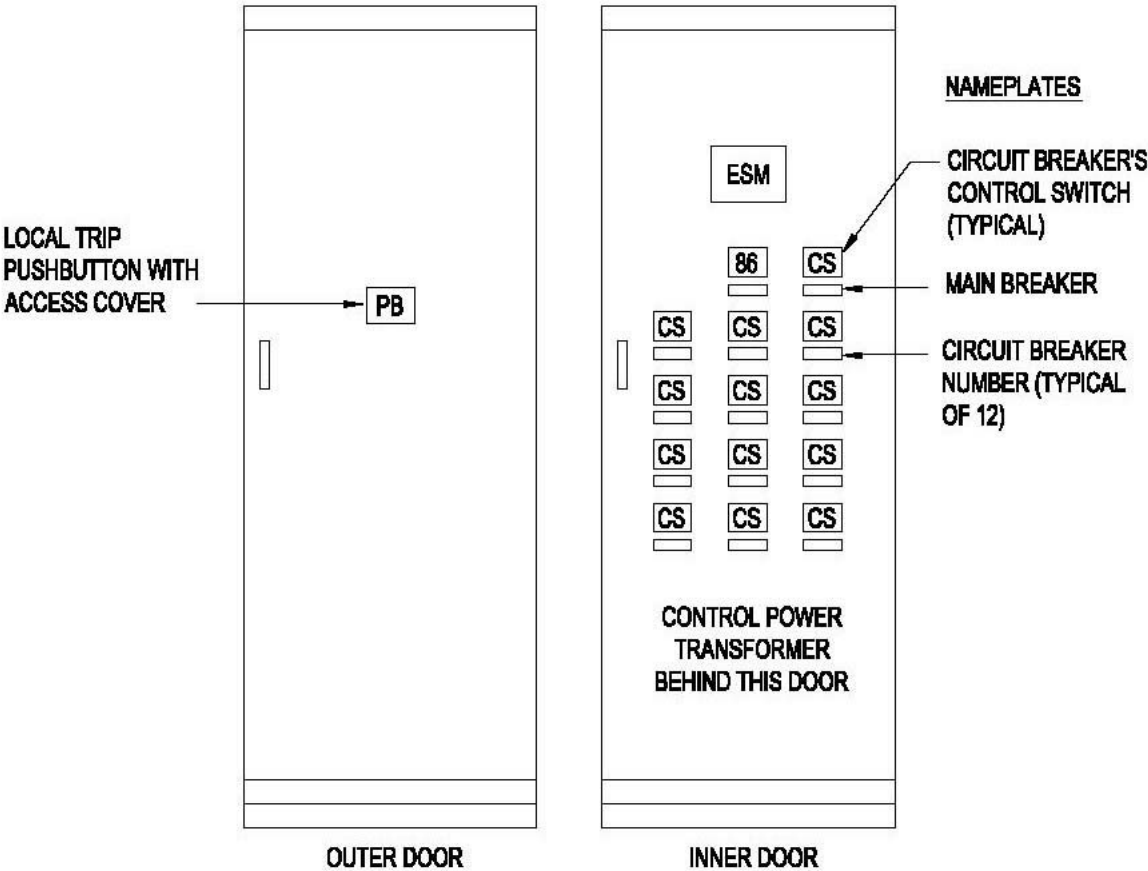 NAMEPLATES
ESM
CIRCUIT BREAKER'S
CONTROL SWITCH
(TYPICAL)
LOCAL TRIP
PUSHBUTTON WITH
ACCESS COVER
PB
86 CS
MAIN BREAKER
CS CS CS
CIRCUIT BREAKER
NUMBER (TYPICAL
OF 12)
CS CS CS
CS CS CS
CS CS CS
CONTROL POWER
TRANSFORMER
BEHIND THIS DOOR
OUTER DOOR
INNER DOOR